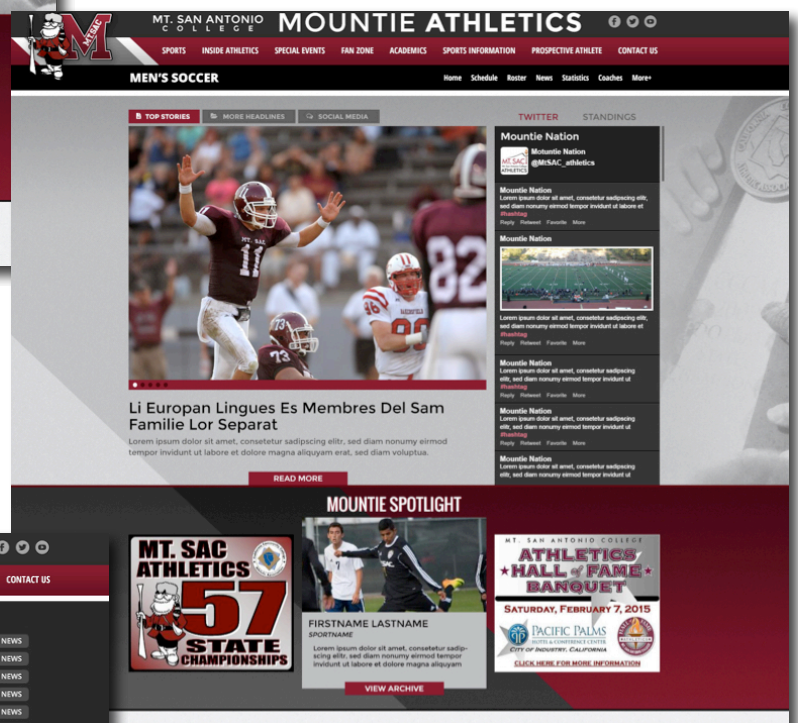 MT. SAN ANTONIO
COLLEGE
MOUNTIE ATHLETICS
MT.SAC
SPORTS INSIDE ATHLETICS SPECIAL EVENTS FAN ZONE ACADEMICS SPORTS INFORMATION PROSPECTIVE ATHLETE CONTACT US
MEN'S SOCCER
Home Schedule Roster News Statistics Coaches More+
TOP STORIES MORE HEADLINES SOCIAL MEDIA
TWITTER STANDINGS
MT. SAC
11
82
96
73
73
Li Europan Lingues Es Membres Del Sam
Familie Lor Separat
Lorem ipsum dolor sit amet, consetetur sadipscing elitr, sed diam nonumy eirmod
tempor invidunt ut labore et dolore magna aliquyam erat, sed diam voluptua.
READ MORE
Mountie Nation
MT. SAC
ATHLETICS
Motuntie Nation
@MtSAC_athletics
Mountie Nation
Lorem ipsum dolor sit amet, consetetur sadipscing elitr,
sed diam nonumy eirmod tempor invidunt ut labore et
#hashtag
Reply Retweet Favorite More
Mountie Nation
Lorem ipsum dolor sit amet, consetetur sadipscing elitr,
sed diam nonumy eirmod tempor invidunt ut labore et
#hashtag
Reply Retweet Favorite More
Mountie Nation
Lorem ipsum dolor sit amet, consetetur sadipscing
elitr, sed diam nonumy eirmod tempor invidunt ut
#hashtag
Reply Retweet Favorite More
Mountie Nation
Lorem ipsum dolor sit amet, consetetur sadipscing
elitr, sed diam nonumy eirmod tempor invidunt ut
#hashtag
Reply Retweet Favorite More
Mountie Nation
Lorem ipsum dolor sit amet, consetetur sadipscing
elitr, sed diam nonumy eirmod tempor invidunt ut
MOUNTIE SPOTLIGHT
MT. SAC
ATHLETICS
57
STATE
CHAMPIONSHIPS
FIRSTNAME LASTNAME
SPORTNAME
Lorem ipsum dolor sit amet, consetetur sadip-
scing elitr, sed diam nonumy eirmod tempor
invidunt ut labore et dolore magna aliquyam
VIEW ARCHIVE
MT. SAN ANTONIO COLLEGE
ATHLETICS
HALL of FAME
BANQUET
SATURDAY, FEBRUARY 7, 2015
PACIFIC PALMS
HOTEL & CONFERENCE CENTER
CITY OF INDUSTRY, CALIFORNIA
CLICK HERE FOR MORE INFORMATION
CONTACT US
NEWS
NEWS
NEWS
NEWS
NEWS